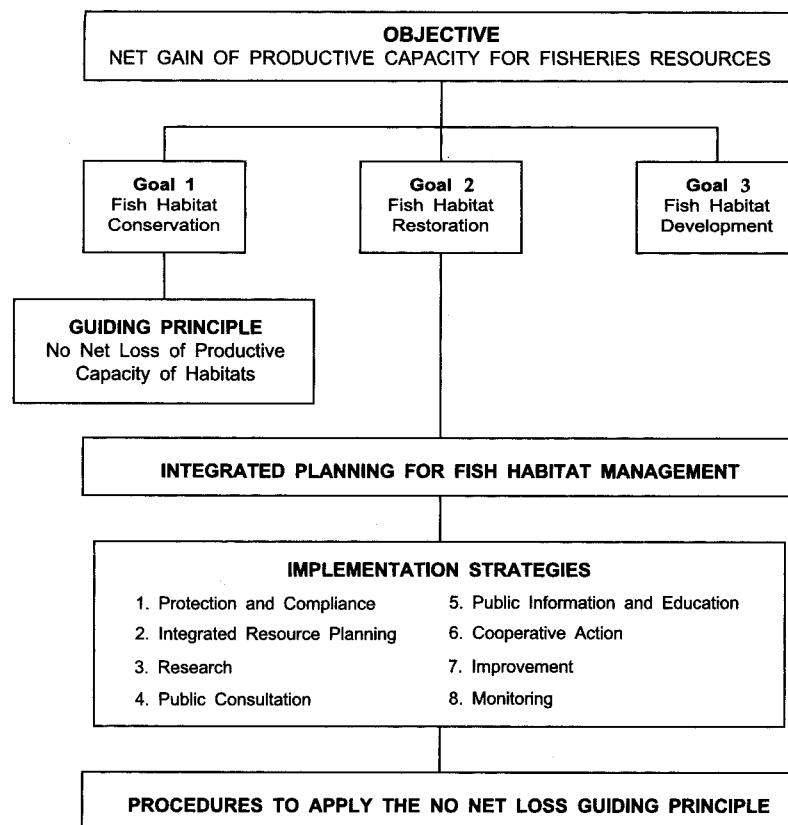 OBJECTIVE
NET GAIN OF PRODUCTIVE CAPACITY FOR FISHERIES RESOURCES
Goal 1
Fish Habitat
Conservation
Goal 2
Fish Habitat
Restoration
Goal 3
Fish Habitat
Development
GUIDING PRINCIPLE
No Net Loss of Productive
Capacity of Habitats
INTEGRATED PLANNING FOR FISH HABITAT MANAGEMENT
IMPLEMENTATION STRATEGIES
1. Protection and Compliance
2. Integrated Resource Planning
3. Research
4. Public Consultation
5. Public Information and Education
6. Cooperative Action
7. Improvement
8. Monitoring
PROCEDURES TO APPLY THE NO NET LOSS GUIDING PRINCIPLE